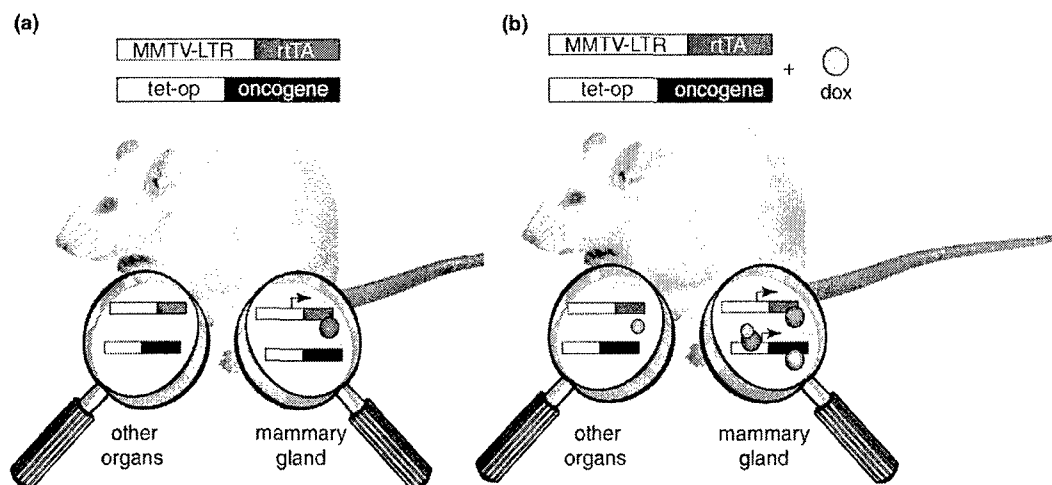 (a)
MMTV-LTR rtTA
tet-op oncogene
other
organs
mammary
gland
(b)
MMTV-LTR rtTA
tet-op oncogene
+
dox
other
organs
mammary
gland